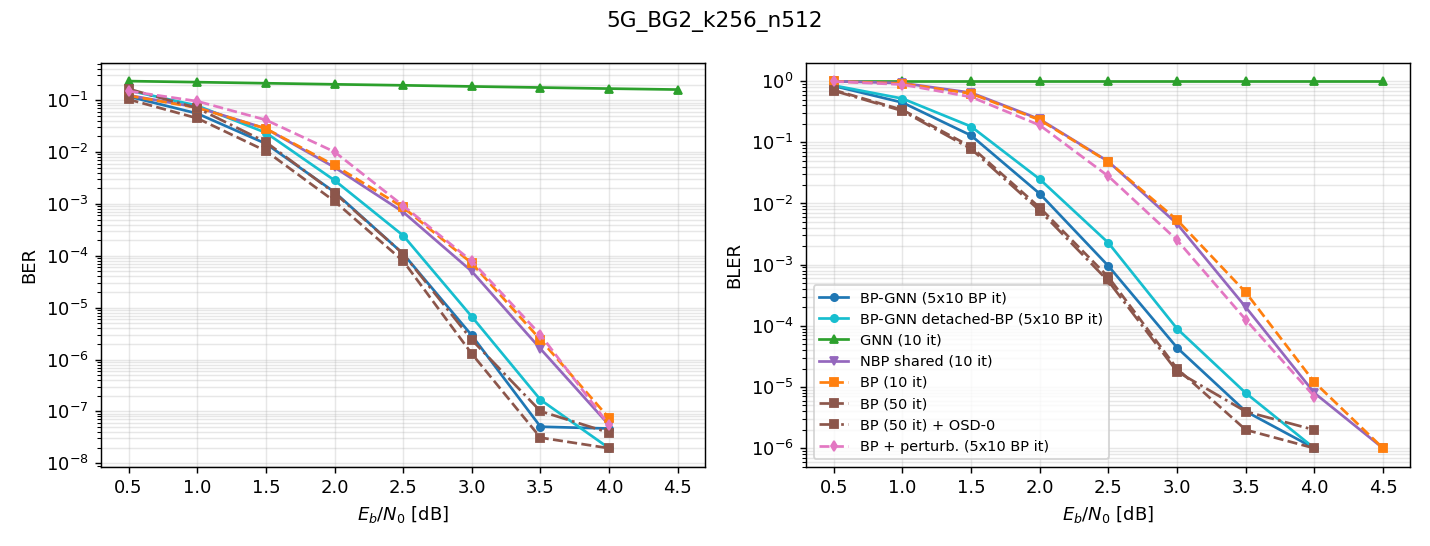 5G_BG2_k256_n512
BER
10⁻¹
10⁻²
10⁻³
10⁻⁴
10⁻⁵
10⁻⁶
10⁻⁷
10⁻⁸
0.5 1.0 1.5 2.0 2.5 3.0 3.5 4.0 4.5
E_b/N_0 [dB]
BLER
10⁰
10⁻¹
10⁻²
10⁻³
10⁻⁴
10⁻⁵
10⁻⁶
BP-GNN (5x10 BP it)
BP-GNN detached-BP (5x10 BP it)
GNN (10 it)
NBP shared (10 it)
BP (10 it)
BP (50 it)
BP (50 it) + OSD-0
BP + perturb. (5x10 BP it)
0.5 1.0 1.5 2.0 2.5 3.0 3.5 4.0 4.5
E_b/N_0 [dB]